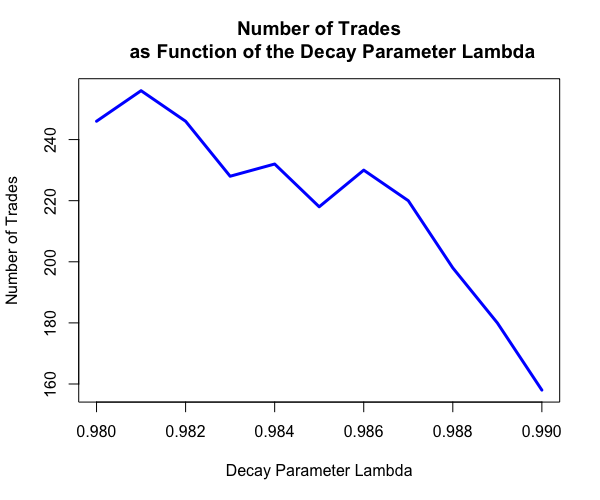 Number of Trades
as Function of the Decay Parameter Lambda
Number of Trades
240
220
200
180
160
0.980 0.982 0.984 0.986 0.988 0.990
Decay Parameter Lambda